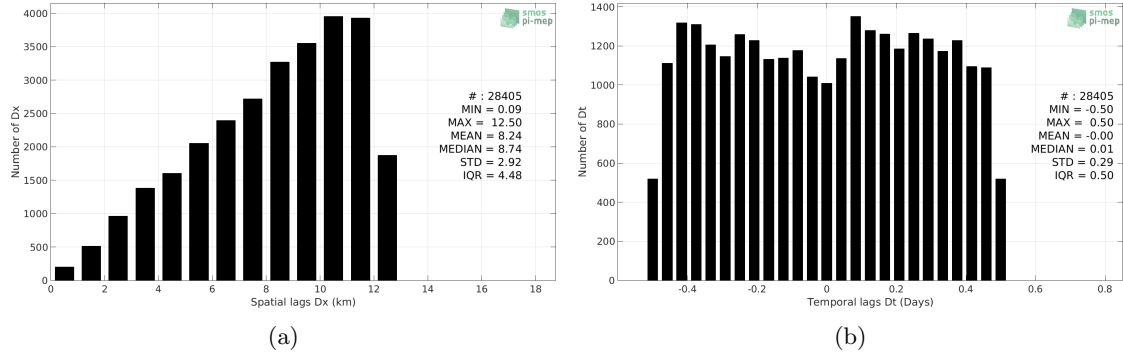 smos
pi-mep
4000
3500
3000
2500
2000
1500
1000
500
0
Number of Dx
# : 28405
MIN = 0.09
MAX = 12.50
MEAN = 8.24
MEDIAN = 8.74
STD = 2.92
IQR = 4.48
0 2 4 6 8 10 12 14 16 18
Spatial lags Dx (km)
(a)
smos
pi-mep
1400
1200
1000
800
600
400
200
0
Number of Dt
# : 28405
MIN = -0.50
MAX = 0.50
MEAN = -0.00
MEDIAN = 0.01
STD = 0.29
IQR = 0.50
-0.4 -0.2 0 0.2 0.4 0.6 0.8
Temporal lags Dt (Days)
(b)